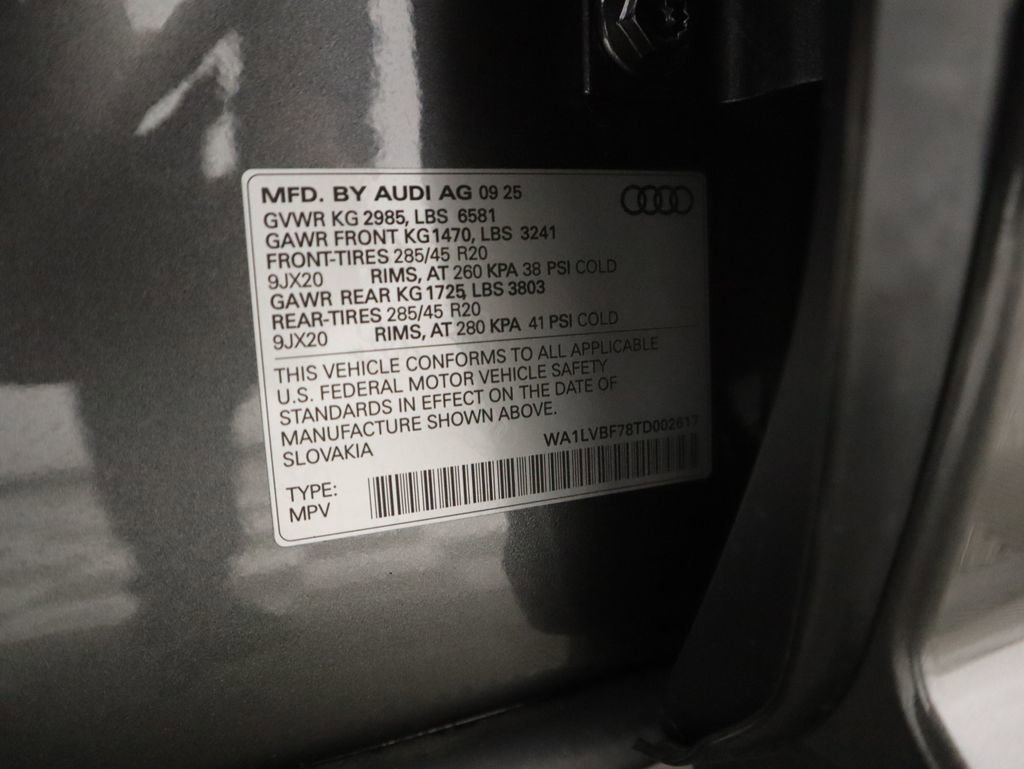 MFD. BY AUDI AG 09 25
GVWR KG 2985, LBS 6581
GAWR FRONT KG 1470, LBS 3241
FRONT-TIRES 285/45 R20
9JX20 RIMS, AT 260 KPA 38 PSI COLD
GAWR REAR KG 1725, LBS 3803
REAR-TIRES 285/45 R20
9JX20 RIMS, AT 280 KPA 41 PSI COLD
THIS VEHICLE CONFORMS TO ALL APPLICABLE
U.S. FEDERAL MOTOR VEHICLE SAFETY
STANDARDS IN EFFECT ON THE DATE OF
MANUFACTURE SHOWN ABOVE.
SLOVAKIA
WA1LVBF78TD002617
TYPE:
MPV